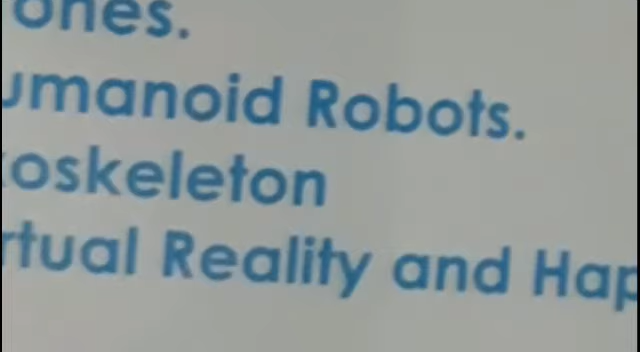 ones.
umanoid Robots.
oskeleton
rtual Reality and Hap